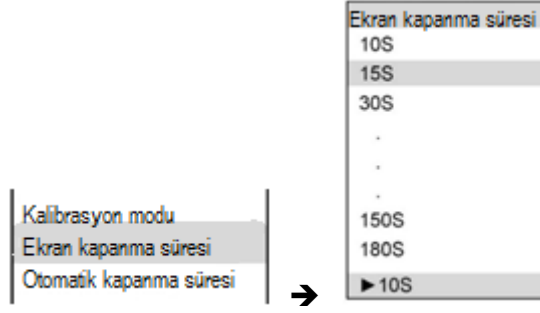 Kalibrasyon modu
Ekran kapanma süresi
Otomatik kapanma süresi
➔
Ekran kapanma süresi
10S
15S
30S
.
.
.
150S
180S
►10S